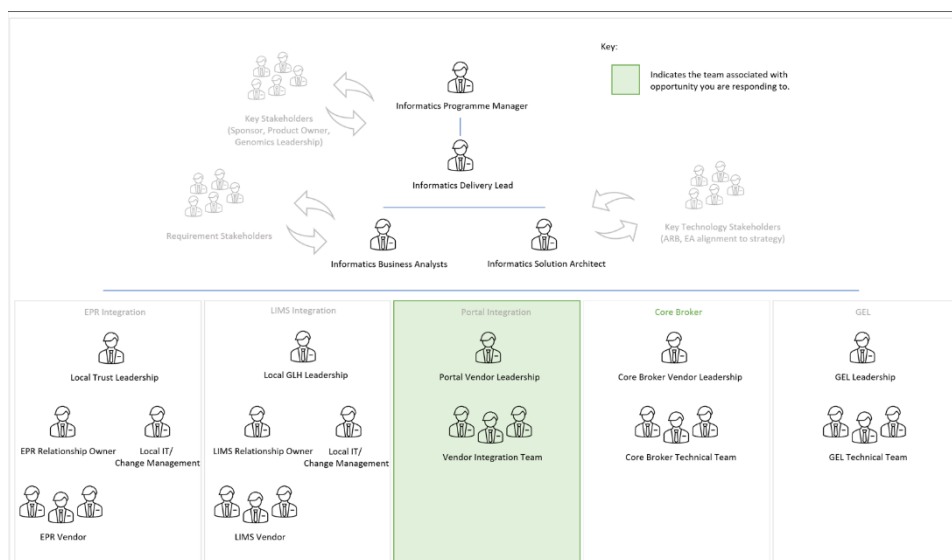 Key:
Indicates the team associated with
opportunity you are responding to.
Informatics Programme Manager
Key Stakeholders
(Sponsor, Product Owner,
Genomics Leadership)
Informatics Delivery Lead
Requirement Stakeholders
Key Technology Stakeholders
(ARB, EA alignment to strategy)
Informatics Business Analysts
Informatics Solution Architect
EPR Integration
Local Trust Leadership
EPR Relationship Owner
Local IT/
Change Management
EPR Vendor
LIMS Integration
Local GLH Leadership
LIMS Relationship Owner
Local IT/
Change Management
LIMS Vendor
Portal Integration
Portal Vendor Leadership
Vendor Integration Team
Core Broker
Core Broker Vendor Leadership
Core Broker Technical Team
GEL
GEL Leadership
GEL Technical Team